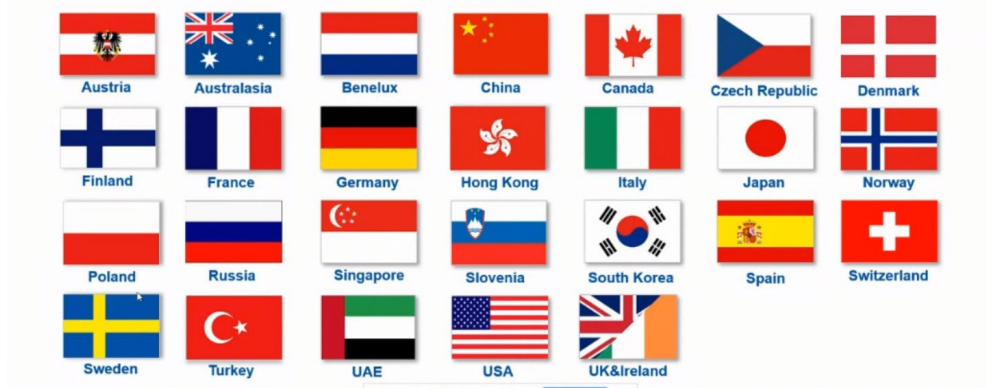 Austria
Australasia
Benelux
China
Canada
Czech Republic
Denmark
Finland
France
Germany
Hong Kong
Italy
Japan
Norway
Poland
Russia
Singapore
Slovenia
South Korea
Spain
Switzerland
Sweden
Turkey
UAE
USA
UK&Ireland